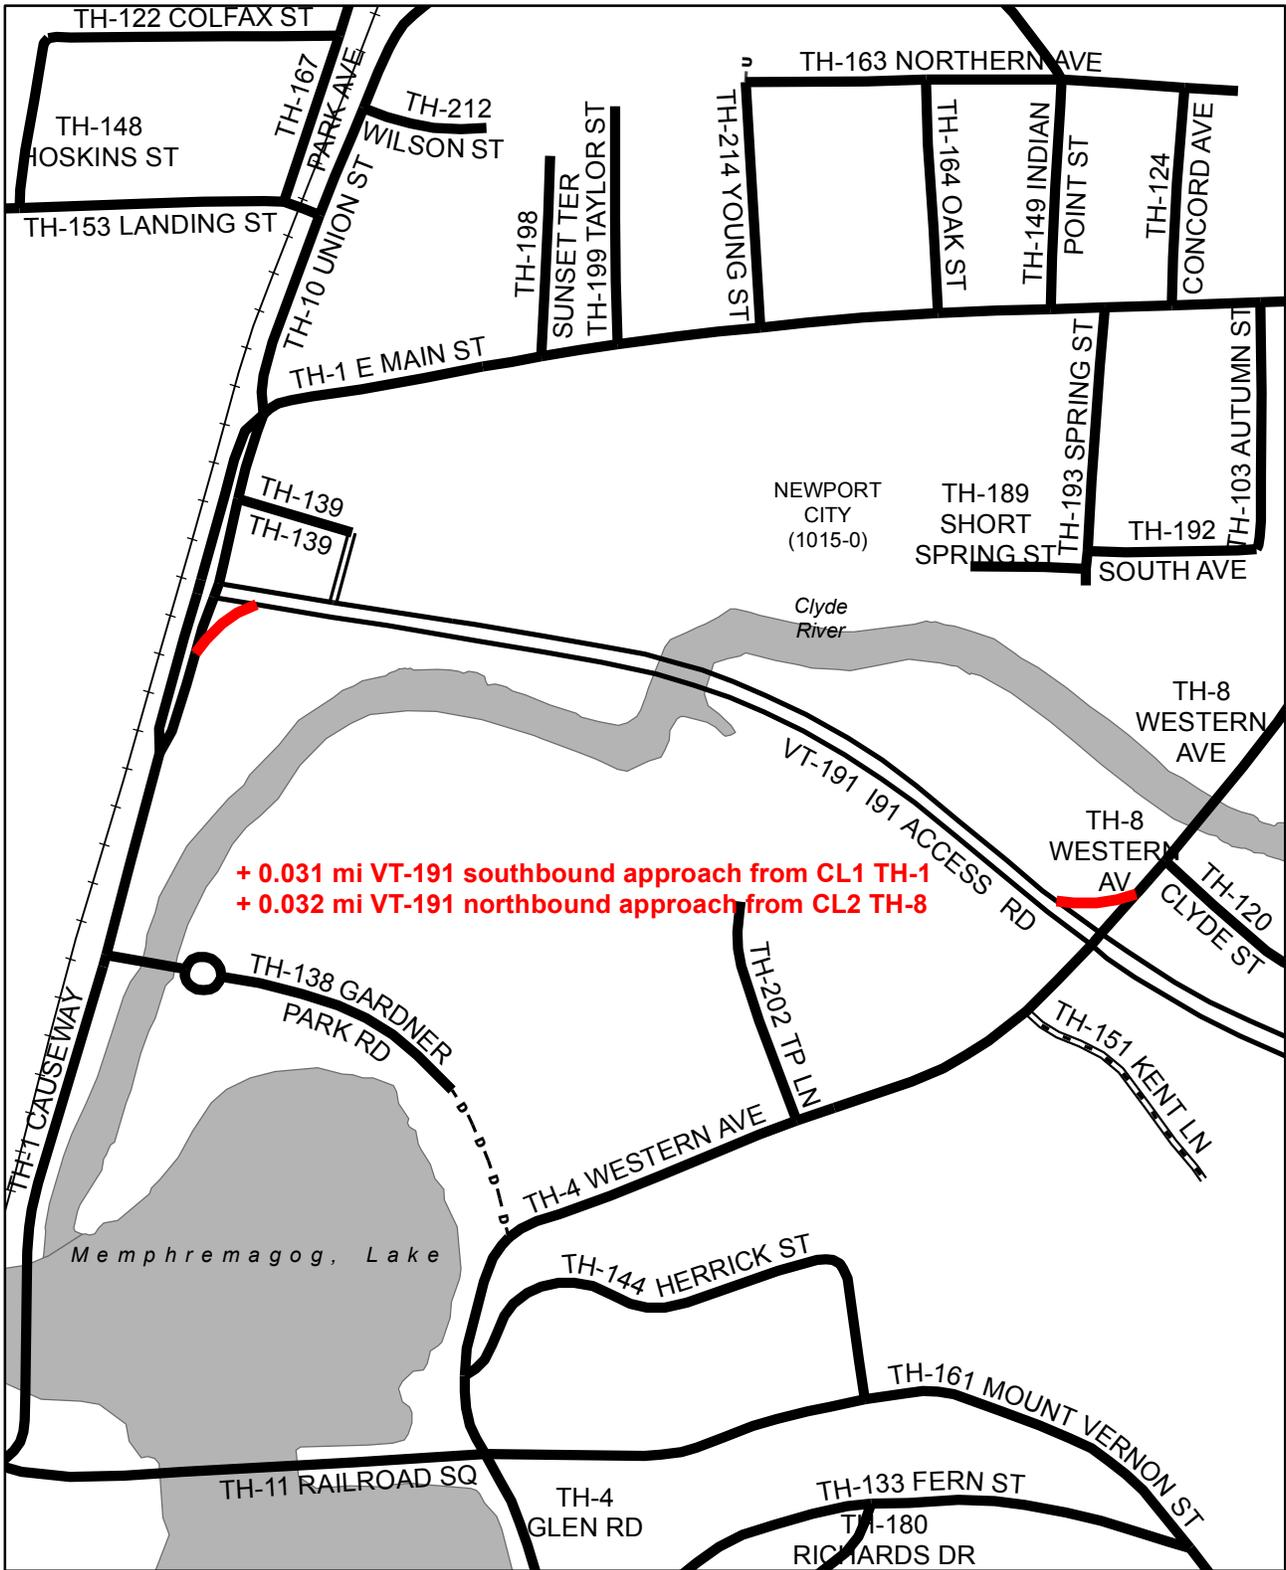 TH-122 COLFAX ST
TH-167
PARK AVE
TH-148
HOSKINS ST
TH-153 LANDING ST
TH-10 UNION ST
TH-212
WILSON ST
TH-198
SUNSET TER
TH-199 TAYLOR ST
U
TH-163 NORTHERN AVE
TH-214 YOUNG ST
TH-164 OAK ST
TH-149 INDIAN
POINT ST
TH-124
CONCORD AVE
TH-1 E MAIN ST
TH-193 SPRING ST
TH-103 AUTUMN ST
TH-139
TH-139
NEWPORT
CITY
(1015-0)
TH-189
SHORT
SPRING ST
TH-192
SOUTH AVE
Clyde
River
TH-8
WESTERN
AVE
VT-191 I91 ACCESS RD
TH-8
WESTERN
AV
TH-120
CLYDE ST
+ 0.031 mi VT-191 southbound approach from CL1 TH-1
+ 0.032 mi VT-191 northbound approach from CL2 TH-8
TH-138 GARDNER
PARK RD
TH-202 TP LN
TH-151 KENT LN
TH-1 CAUSEWAY
D
D
D
D
TH-4 WESTERN AVE
Memphremagog, Lake
TH-144 HERRICK ST
TH-161 MOUNT VERNON ST
TH-11 RAILROAD SQ
TH-4
GLEN RD
TH-133 FERN ST
TH-180
RICHARDS DR